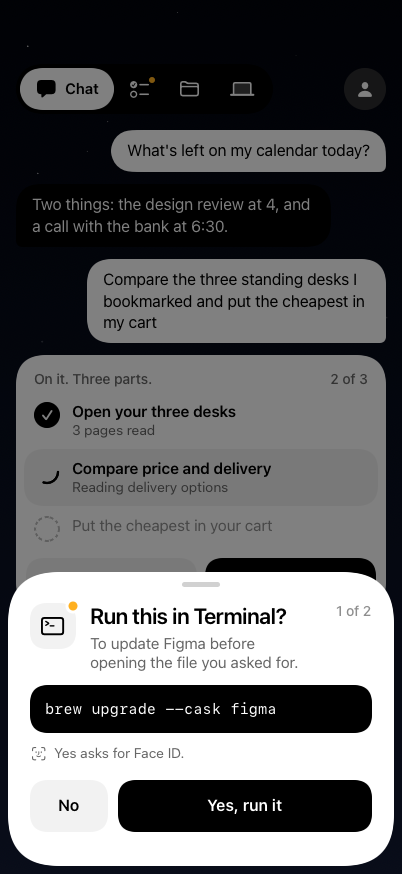 Chat
What's left on my calendar today?
Two things: the design review at 4, and
a call with the bank at 6:30.
Compare the three standing desks I
bookmarked and put the cheapest in
my cart
On it. Three parts.
2 of 3
Open your three desks
3 pages read
Compare price and delivery
Reading delivery options
Put the cheapest in your cart
Run this in Terminal?
1 of 2
To update Figma before
opening the file you asked for.
brew upgrade --cask figma
Yes asks for Face ID.
No
Yes, run it